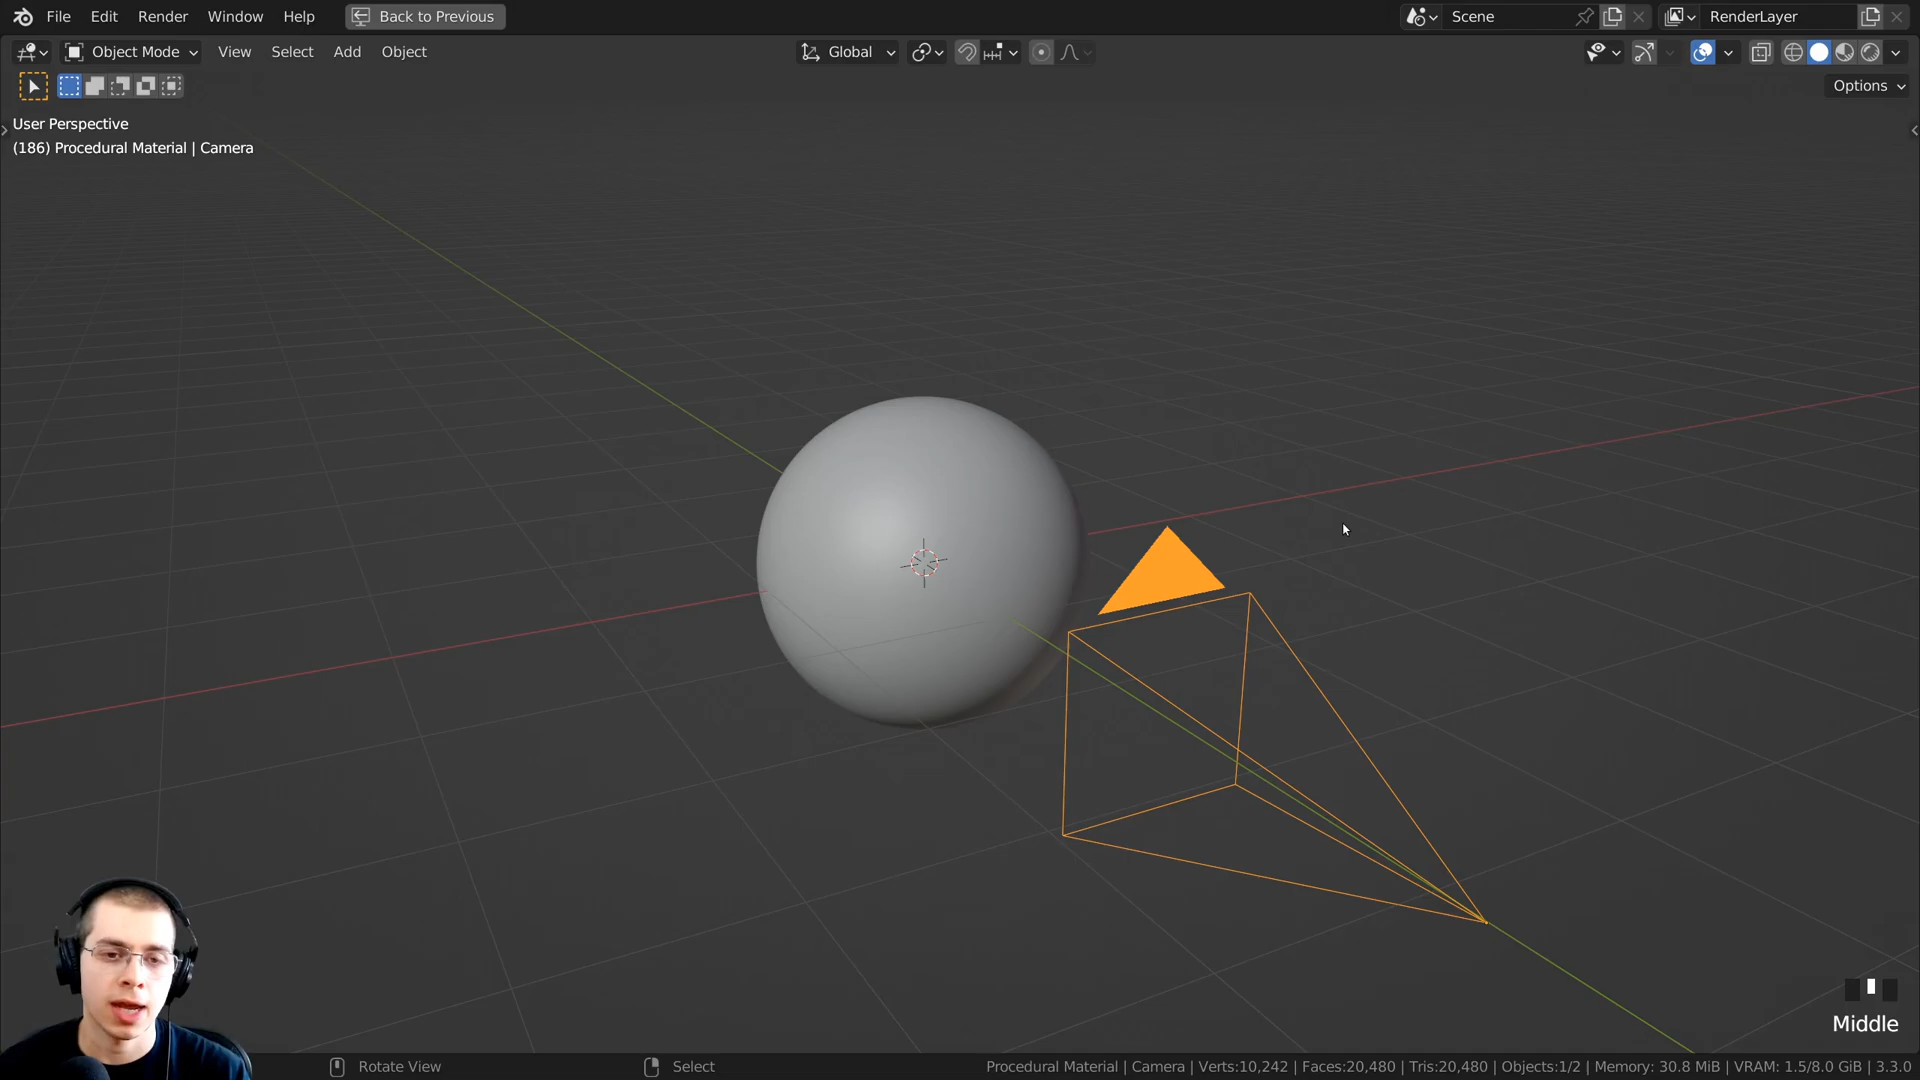 File Edit Render Window Help Back to Previous Scene RenderLayer
Object Mode View Select Add Object Global
Options
User Perspective
(186) Procedural Material | Camera
Middle
Rotate View Select Procedural Material | Camera | Verts:10,242 | Faces:20,480 | Tris:20,480 | Objects:1/2 | Memory: 30.8 MiB | VRAM: 1.5/8.0 GiB | 3.3.0